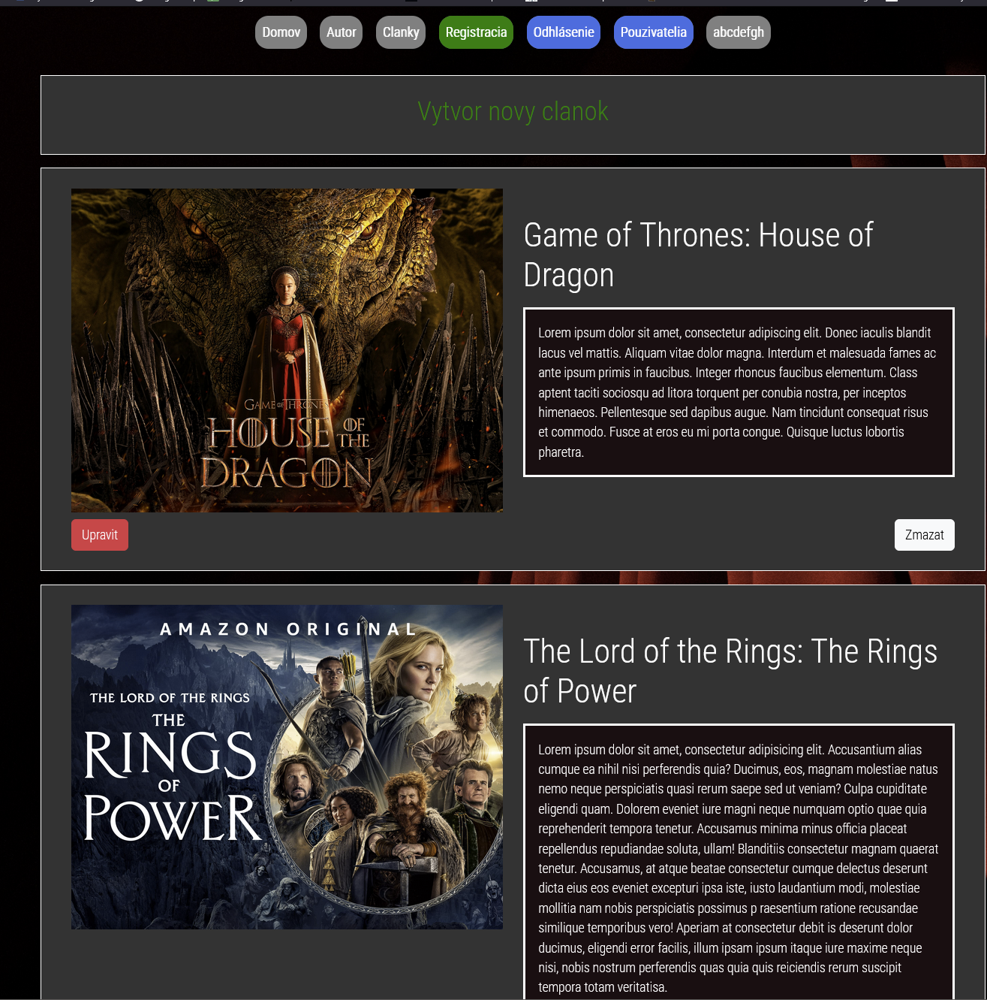 Domov Autor Clanky Registracia Odhlásenie Pouzivatelia abcdefgh
Vytvor novy clanok
GAME OF THRONES
HOUSE OF THE
DRAGON
Game of Thrones: House of
Dragon
Lorem ipsum dolor sit amet, consectetur adipiscing elit. Donec iaculis blandit
lacus vel mattis. Aliquam vitae dolor magna. Interdum et malesuada fames ac
ante ipsum primis in faucibus. Integer rhoncus faucibus elementum. Class
aptent taciti sociosqu ad litora torquent per conubia nostra, per inceptos
himenaeos. Pellentesque sed dapibus augue. Nam tincidunt consequat risus
et commodo. Fusce at eros eu mi porta congue. Quisque luctus lobortis
pharetra.
Upravit
Zmazat
AMAZON ORIGINAL
THE LORD OF THE RINGS
THE
RINGS
OF
POWER
The Lord of the Rings: The Rings
of Power
Lorem ipsum dolor sit amet, consectetur adipisicing elit. Accusantium alias
cumque ea nihil nisi perferendis quia? Ducimus, eos, magnam molestiae natus
nemo neque perspiciatis quasi rerum saepe sed ut veniam? Culpa cupiditate
eligendi quam. Dolorem eveniet iure magni neque numquam optio quae quia
reprehenderit tempora tenetur. Accusamus minima minus officia placeat
repellendus repudiandae soluta, ullam! Blanditiis consectetur magnam quaerat
tenetur. Accusamus, at atque beatae consectetur cumque delectus deserunt
dicta eius eos eveniet excepturi ipsa iste, iusto laudantium modi, molestiae
mollitia nam nobis perspiciatis possimus p raesentium ratione recusandae
similique temporibus vero! Aperiam at consectetur debit is deserunt dolor
ducimus, eligendi error facilis, illum ipsam ipsum itaque iure maxime neque
nisi, nobis nostrum perferendis quas quia quis reiciendis rerum suscipit
tempora totam veritatisa.